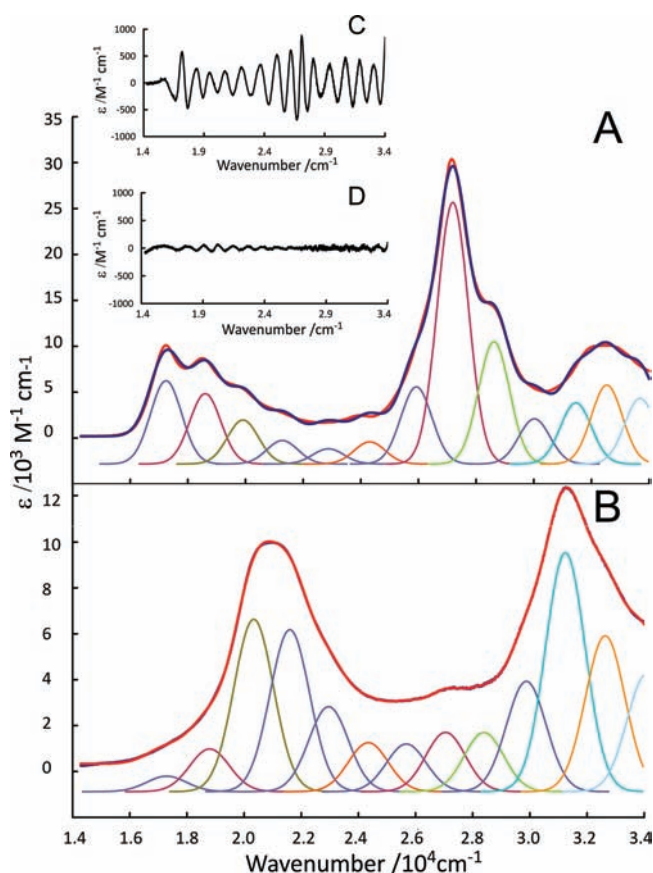 C
1000
500
0
-500
-1000
ε /M-1 cm-1
1.4 1.9 2.4 2.9 3.4
Wavenumber /cm-1
D
1000
500
0
-500
-1000
ε /M-1 cm-1
1.4 1.9 2.4 2.9 3.4
Wavenumber /cm-1
A
35
30
25
20
15
10
5
0
ε /10³ M-1 cm-1
B
12
10
8
6
4
2
0
1.4 1.6 1.8 2.0 2.2 2.4 2.6 2.8 3.0 3.2 3.4
Wavenumber /10⁴cm-1